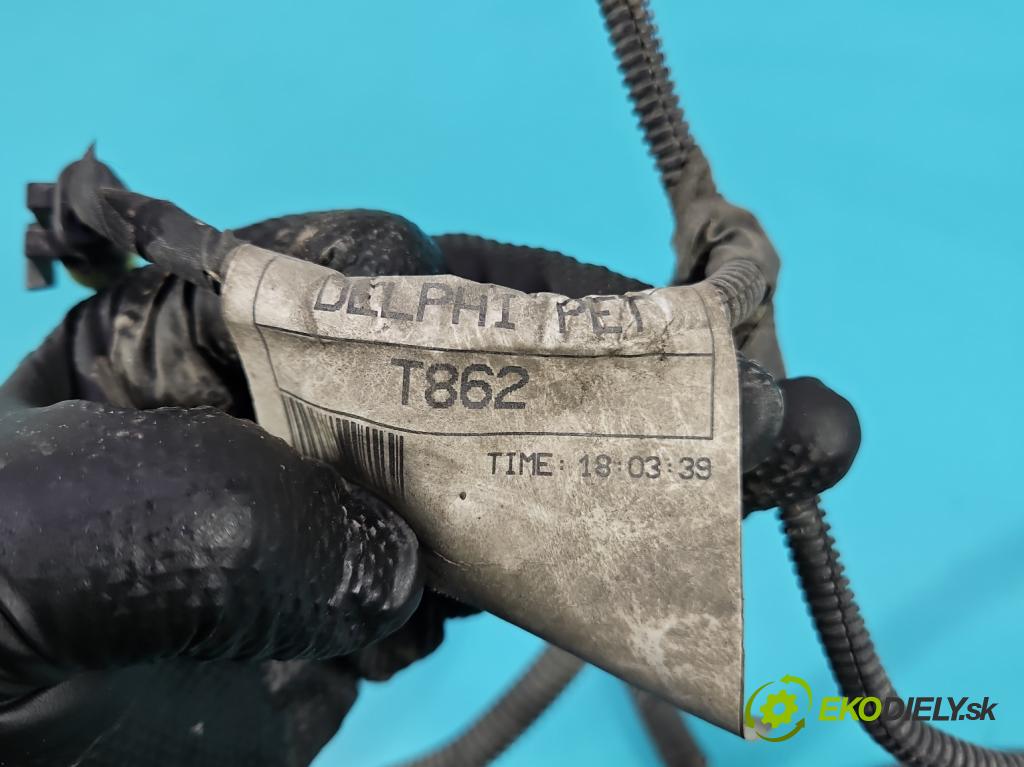 DELPHI PET
T862
TIME: 18:03:39
EKODIELY.sk